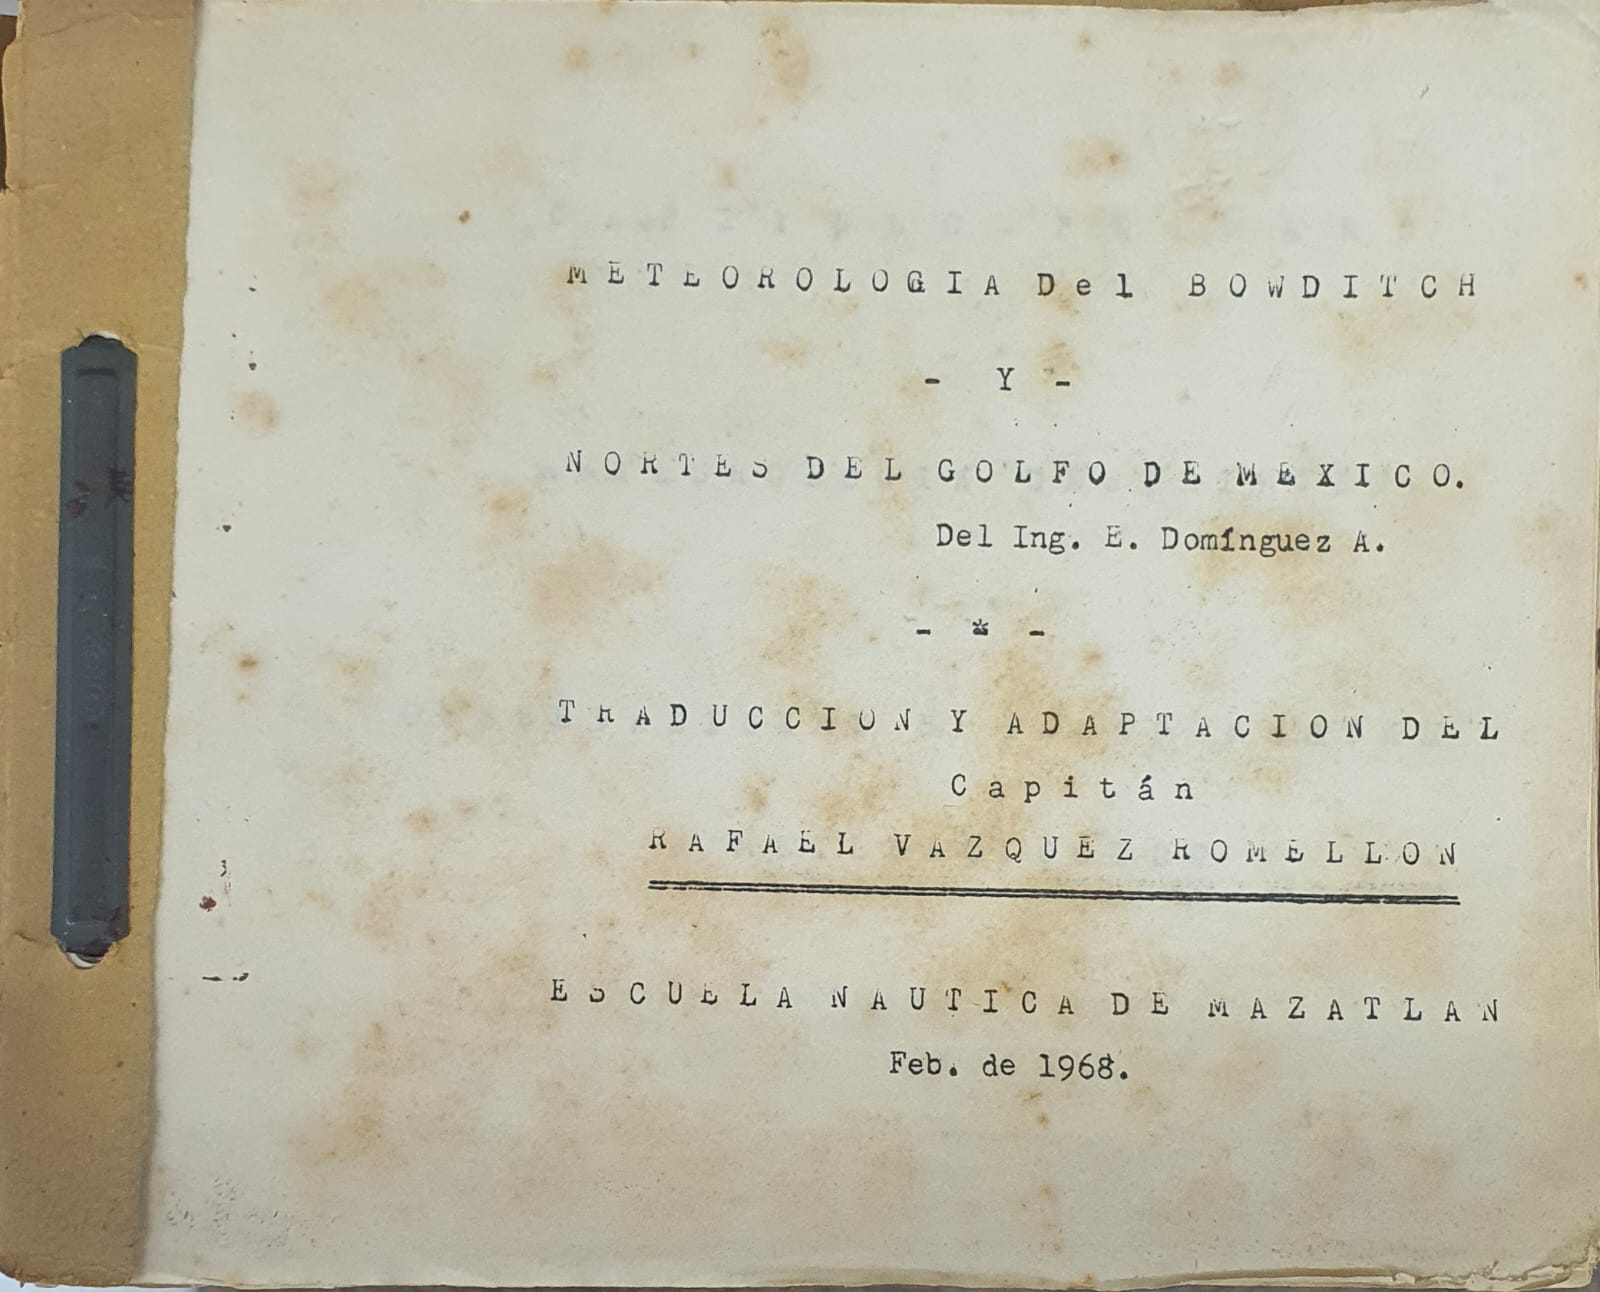 METEOROLOGIA Del BOWDITCH
- Y -
NORTES DEL GOLFO DE MEXICO.
Del Ing. E. Domínguez A.
- * -
TRADUCCION Y ADAPTACION DEL
Capitán
RAFAEL VAZQUEZ ROMELLON
ESCUELA NAUTICA DE MAZATLAN
Feb. de 1968.